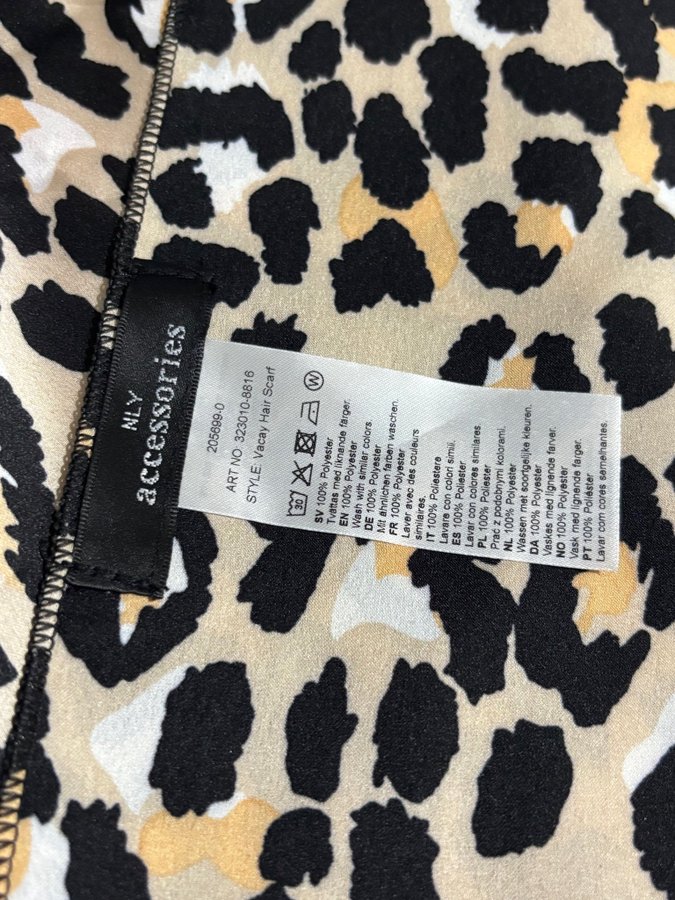 NLY
accessories
205699-0
ART NO: 323010-8816
STYLE: Vacay Hair Scarf
30
W
SV 100% Polyester
Tvättas med liknande färger.
EN 100% Polyester
Wash with similar colors.
DE 100% Polyester
Mit ähnlichen farben waschen.
FR 100% Polyester
Laver avec des couleurs
similaires.
IT 100% Poliestere
Lavare con colori simili.
ES 100% Poliéster
Lavar con colores similares.
PL 100% Poliester
Prać z podobnymi kolorami.
NL 100% Polyester
Wassen met soortgelijke kleuren.
DA 100% Polyester
Vaskes med lignende farver.
NO 100% Polyester
Vask med lignende farger.
PT 100% Poliéster
Lavar com cores semelhantes.